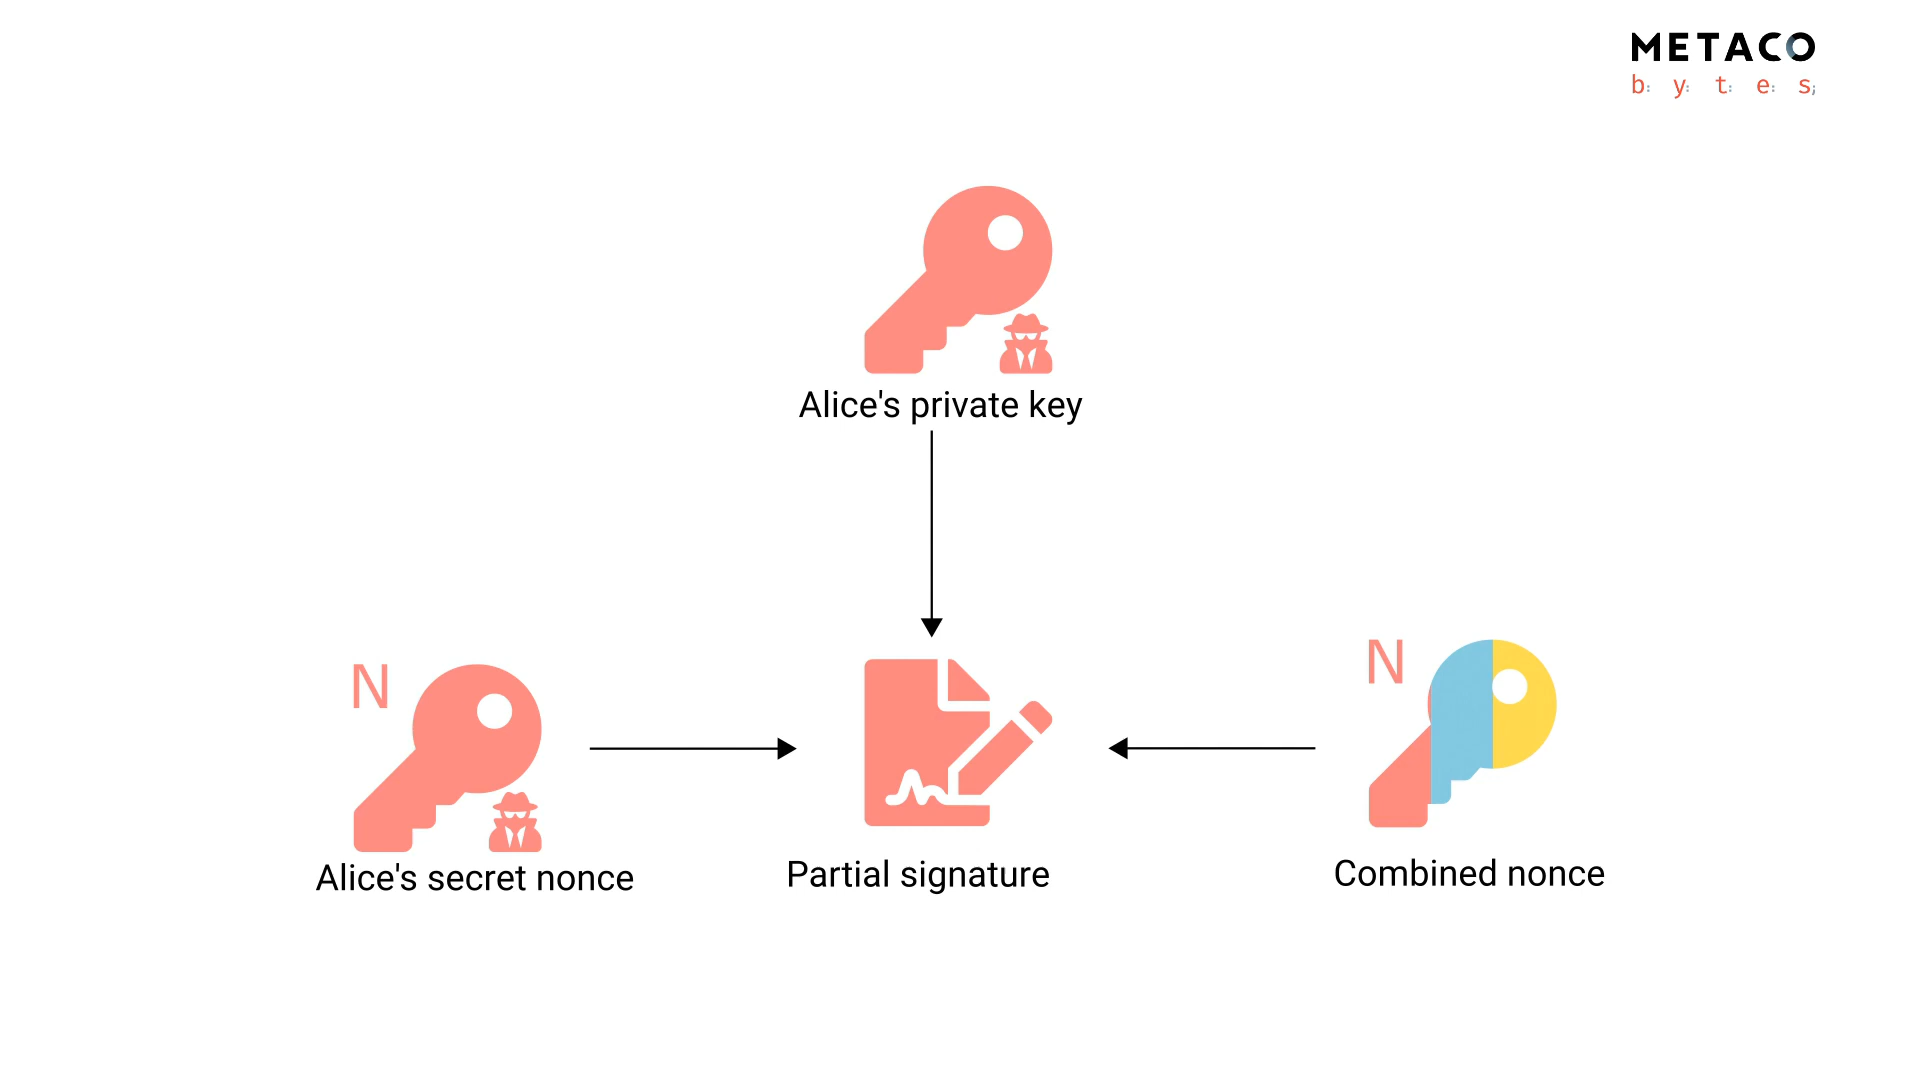 METACO
b: y: t: e: s;
Alice's private key
N
N
Alice's secret nonce
Partial signature
Combined nonce